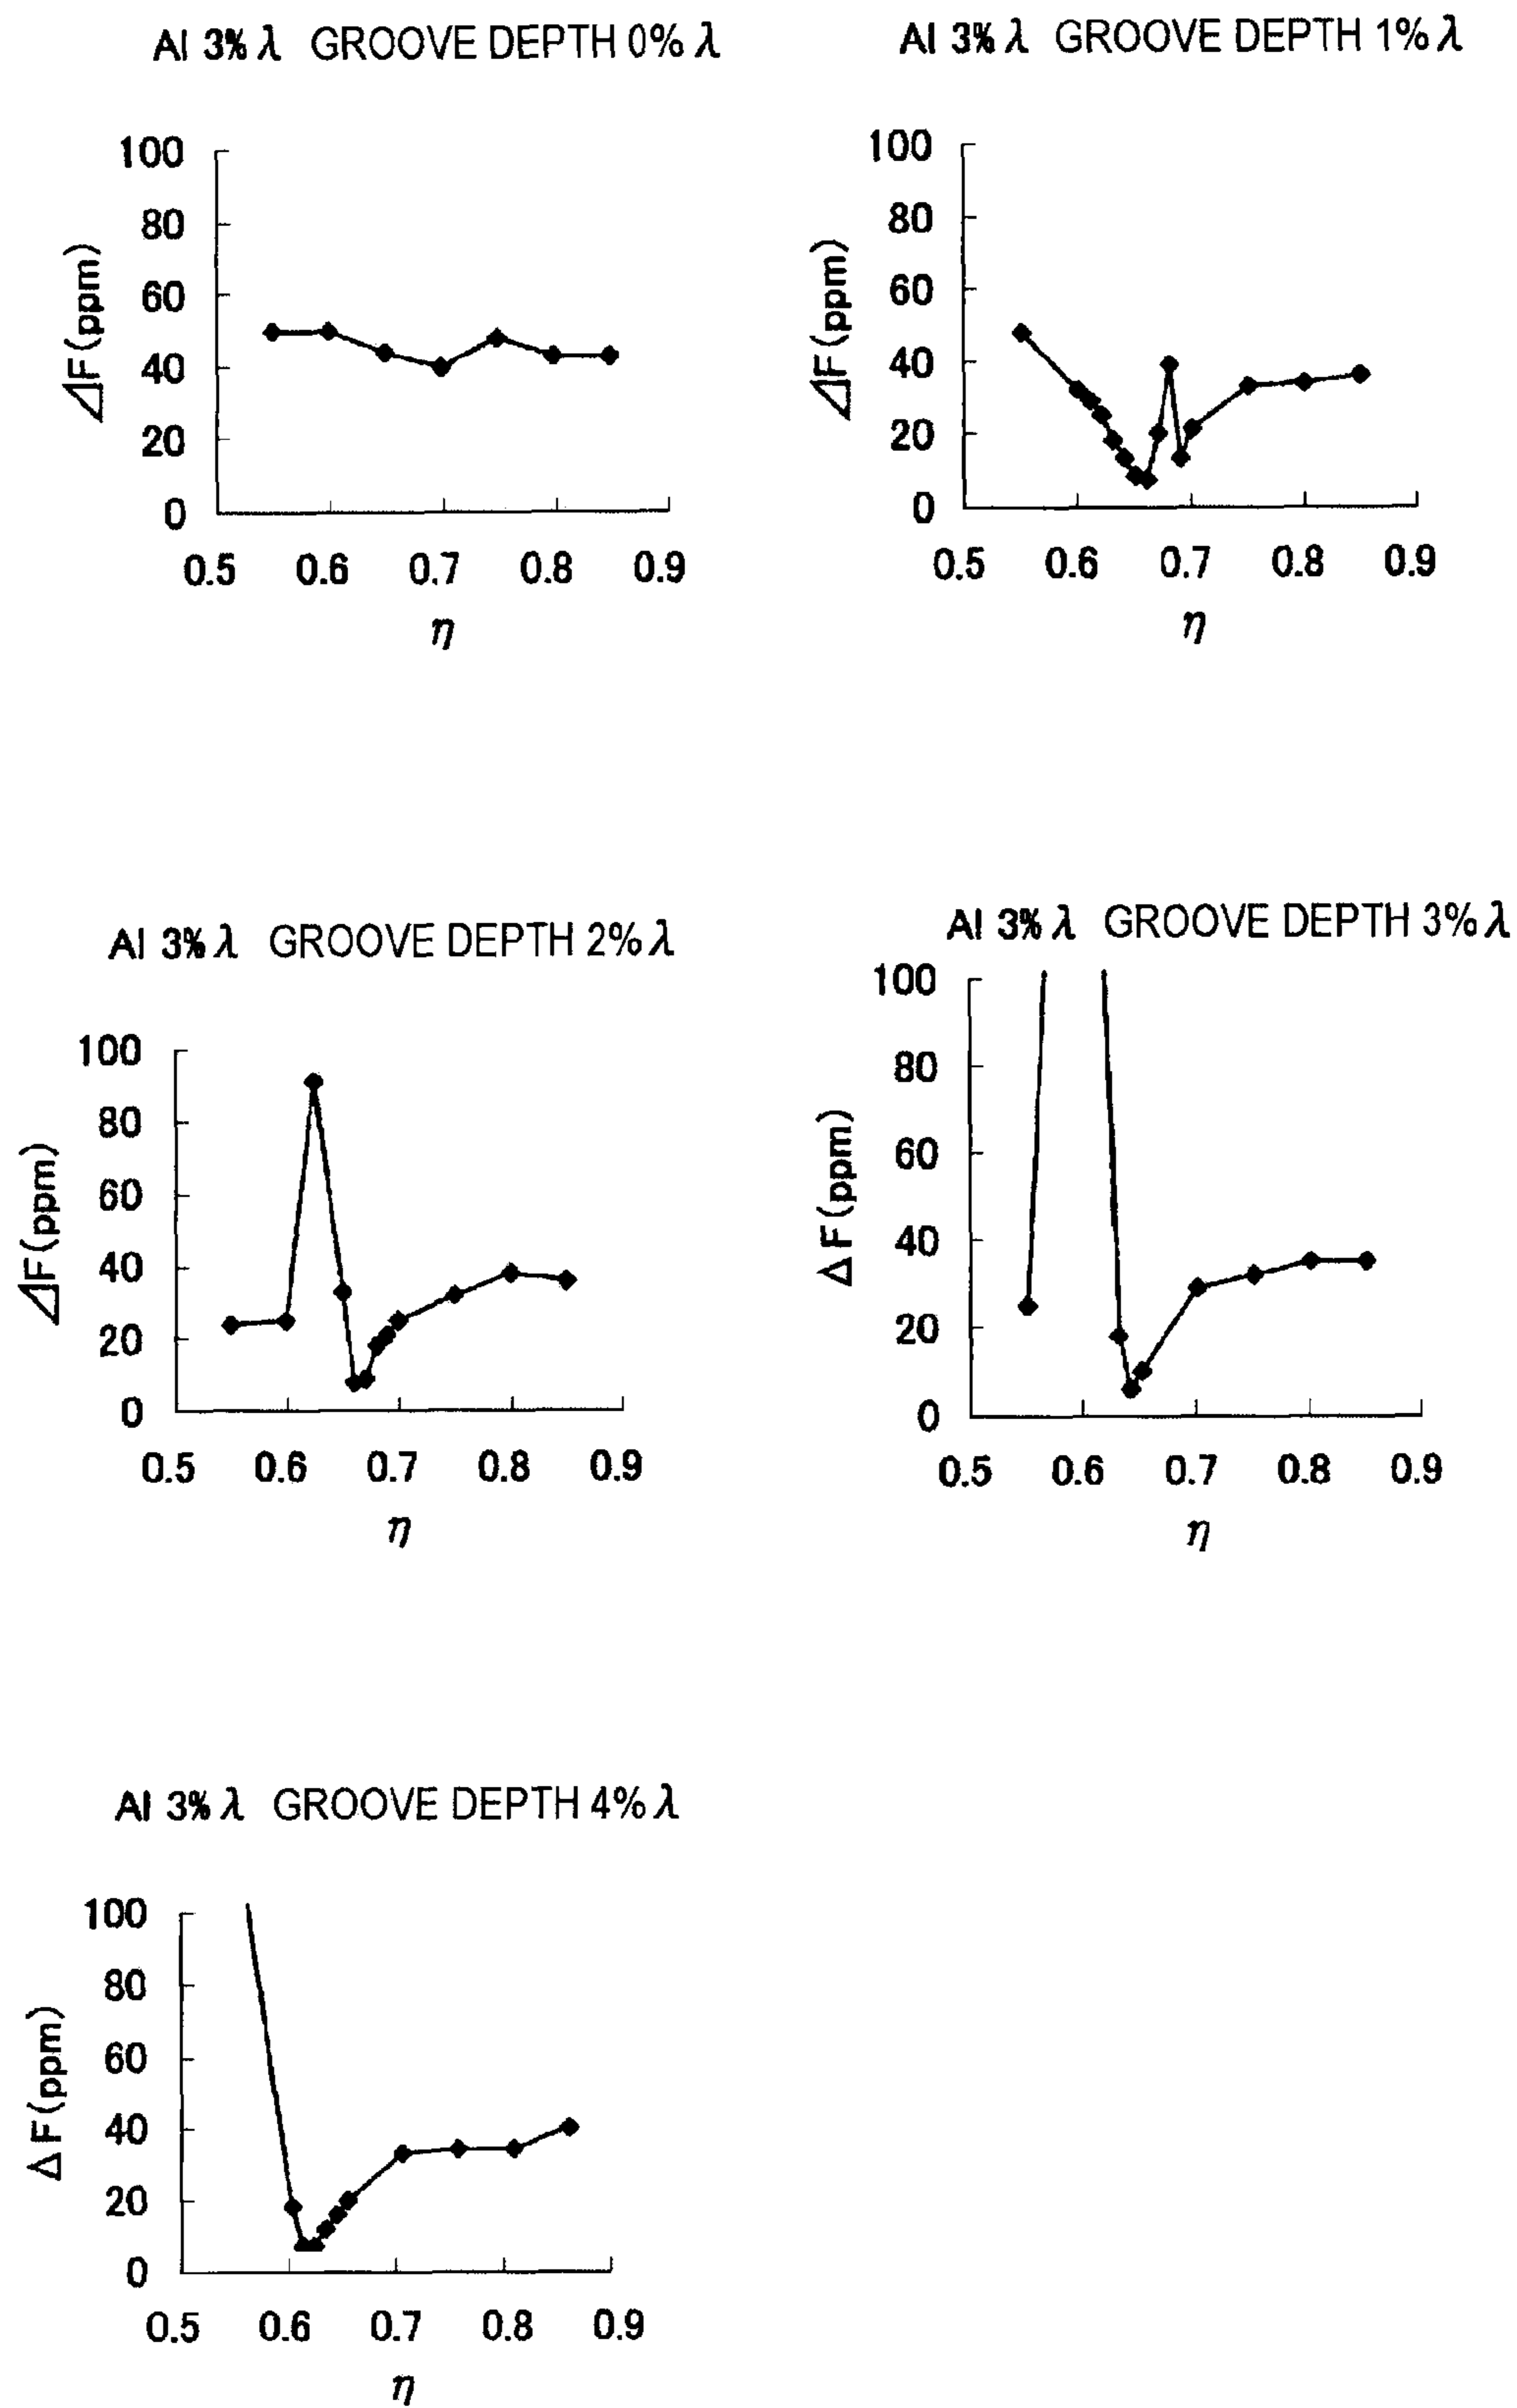 Al 3% λ GROOVE DEPTH 0% λ
100
80
60
40
20
0
ΔF(ppm)
0.5 0.6 0.7 0.8 0.9
η
Al 3% λ GROOVE DEPTH 1% λ
100
80
60
40
20
0
ΔF(ppm)
0.5 0.6 0.7 0.8 0.9
η
Al 3% λ GROOVE DEPTH 2% λ
100
80
60
40
20
0
ΔF(ppm)
0.5 0.6 0.7 0.8 0.9
η
Al 3% λ GROOVE DEPTH 3% λ
100
80
60
40
20
0
ΔF(ppm)
0.5 0.6 0.7 0.8 0.9
η
Al 3% λ GROOVE DEPTH 4% λ
100
80
60
40
20
0
ΔF(ppm)
0.5 0.6 0.7 0.8 0.9
η